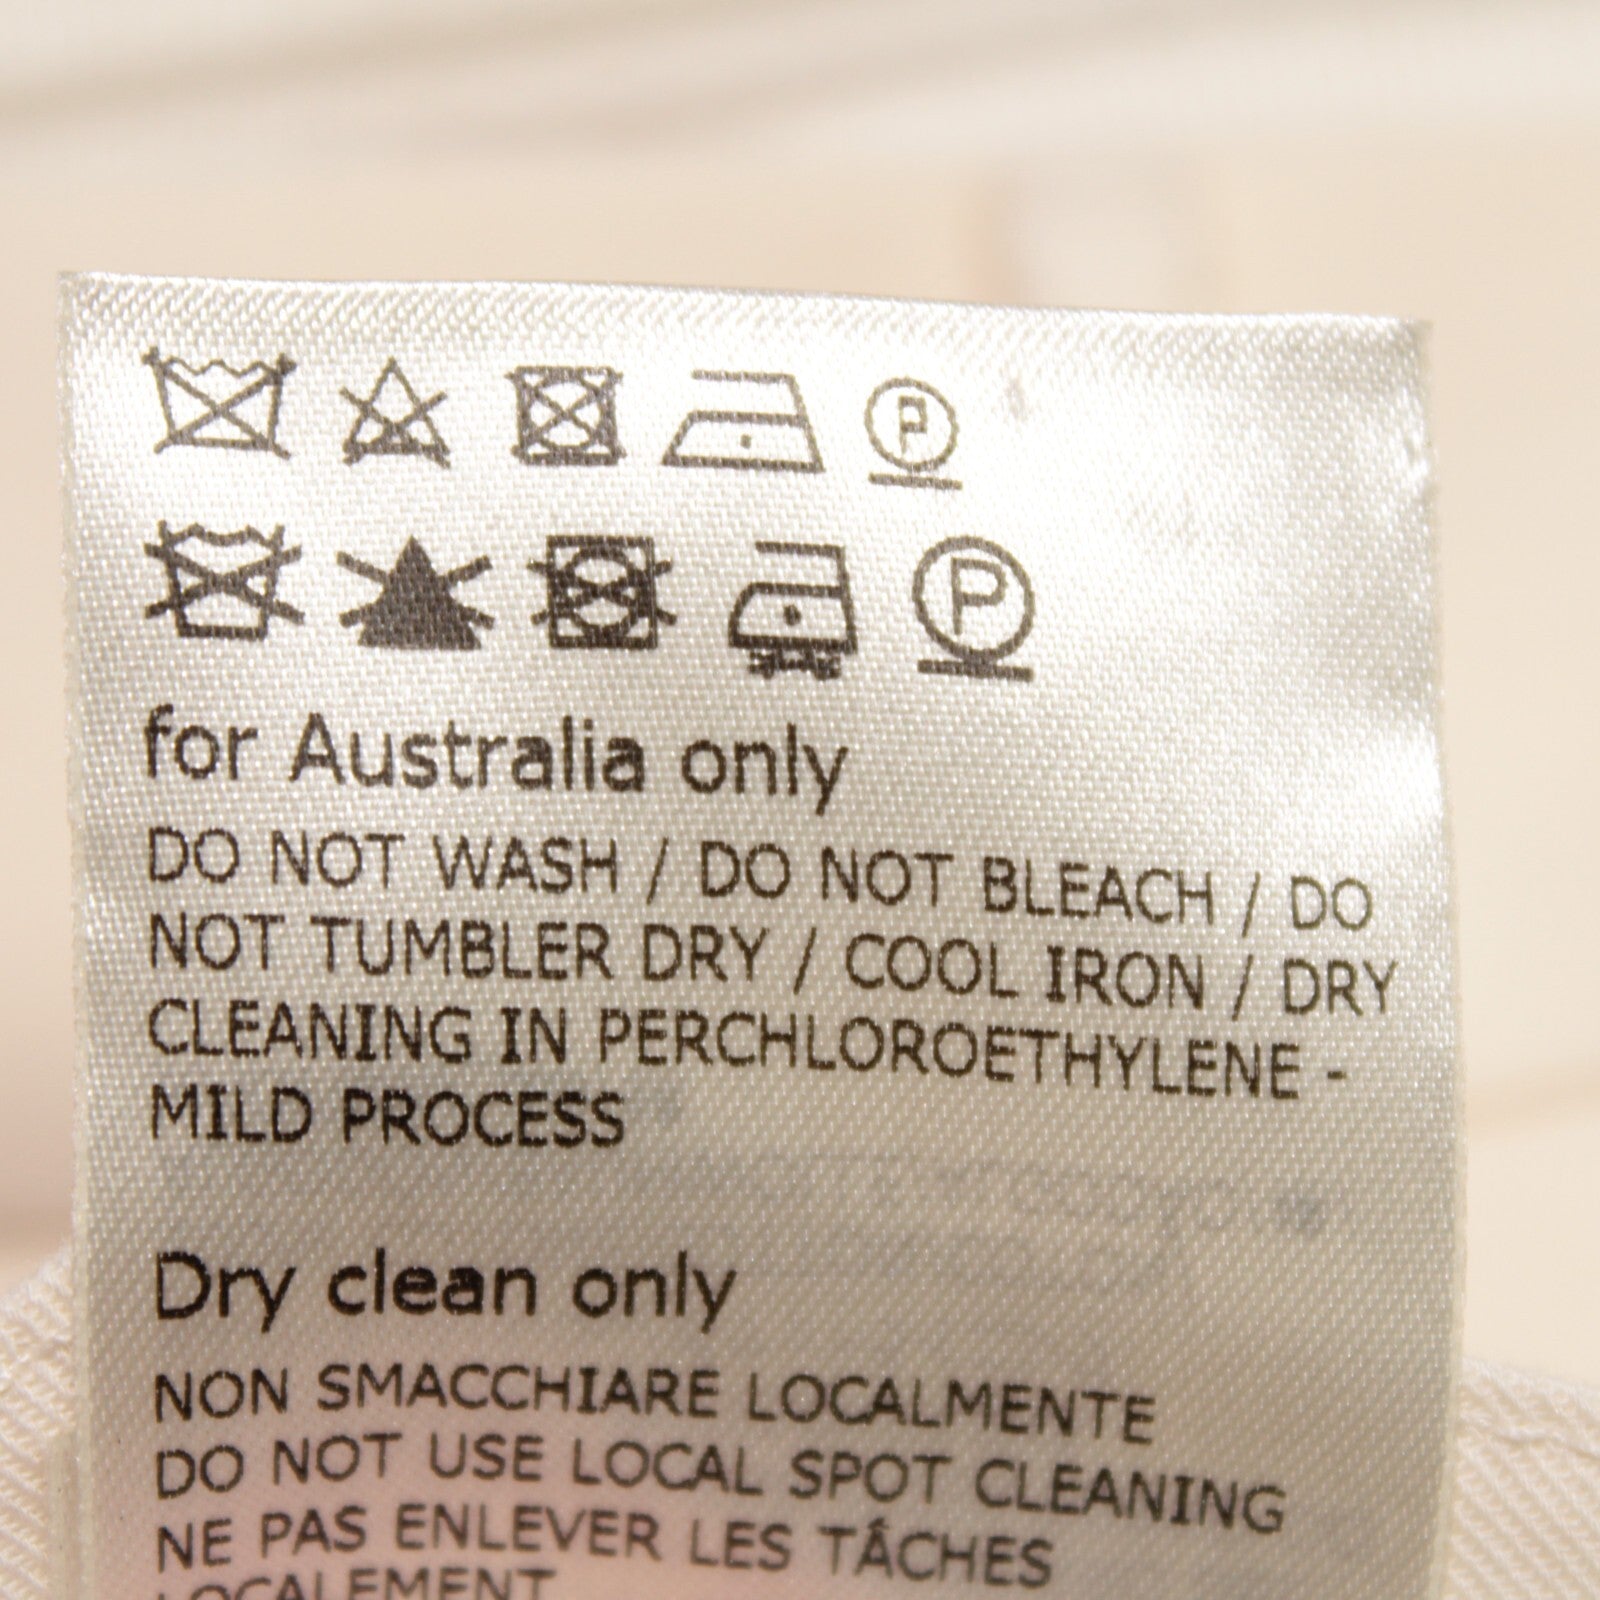 P
P
for Australia only
DO NOT WASH / DO NOT BLEACH / DO
NOT TUMBLER DRY / COOL IRON / DRY
CLEANING IN PERCHLOROETHYLENE -
MILD PROCESS
Dry clean only
NON SMACCHIARE LOCALMENTE
DO NOT USE LOCAL SPOT CLEANING
NE PAS ENLEVER LES TÂCHES
LOCALEMENT